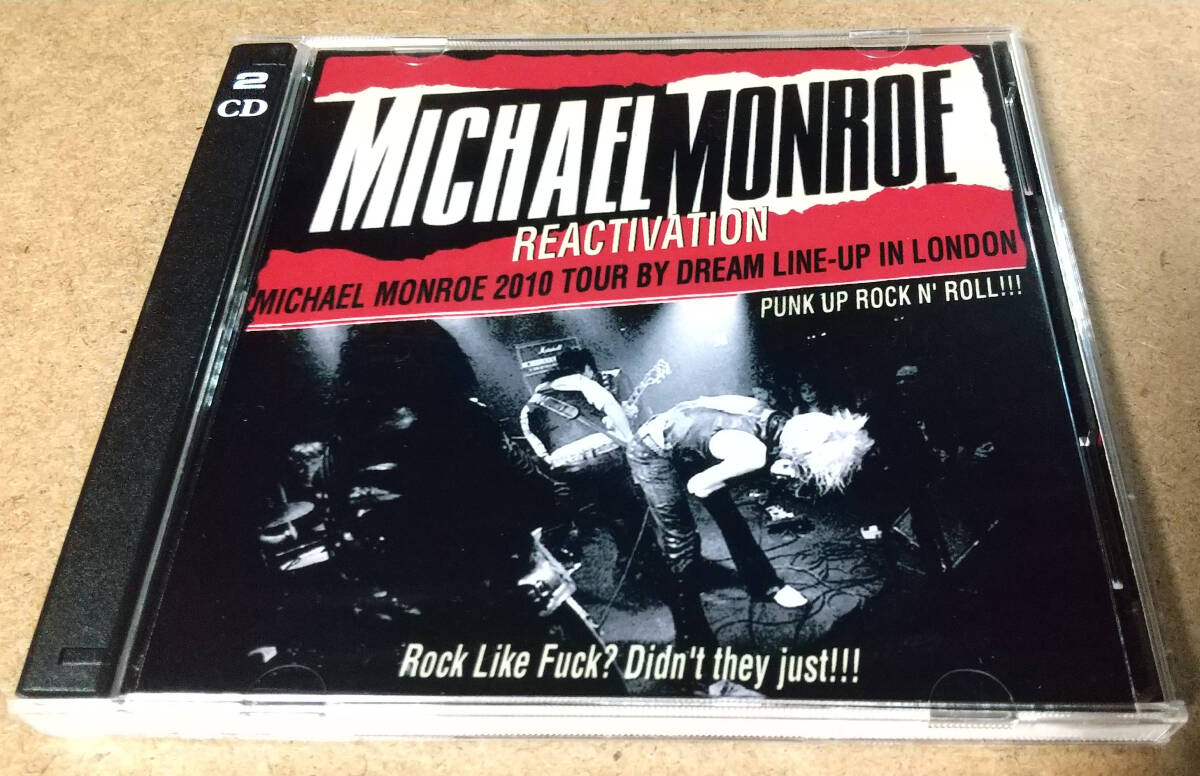 2
CD
MICHAEL MONROE
REACTIVATION
MICHAEL MONROE 2010 TOUR BY DREAM LINE-UP IN LONDON
PUNK UP ROCK N' ROLL!!!
Marshall
Rock Like Fuck? Didn't they just!!!